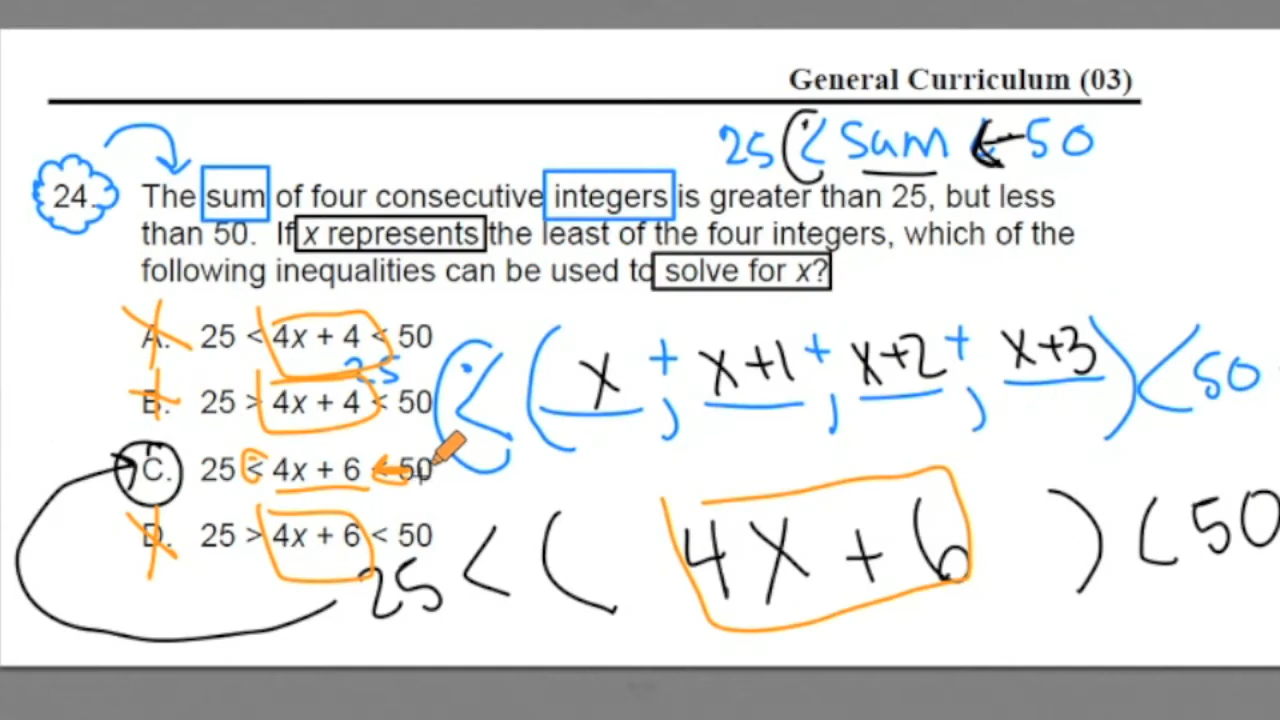 General Curriculum (03)
25 < sum < 50
24. The sum of four consecutive integers is greater than 25, but less
than 50. If x represents the least of the four integers, which of the
following inequalities can be used to solve for x?
A. 25 < 4x + 4 < 50
B. 25 > 4x + 4 < 50
C. 25 < 4x + 6 < 50
D. 25 > 4x + 6 < 50
25 < ( x + x+1 + x+2 + x+3 ) < 50
, , ,
25 < ( 4x + 6 ) < 50